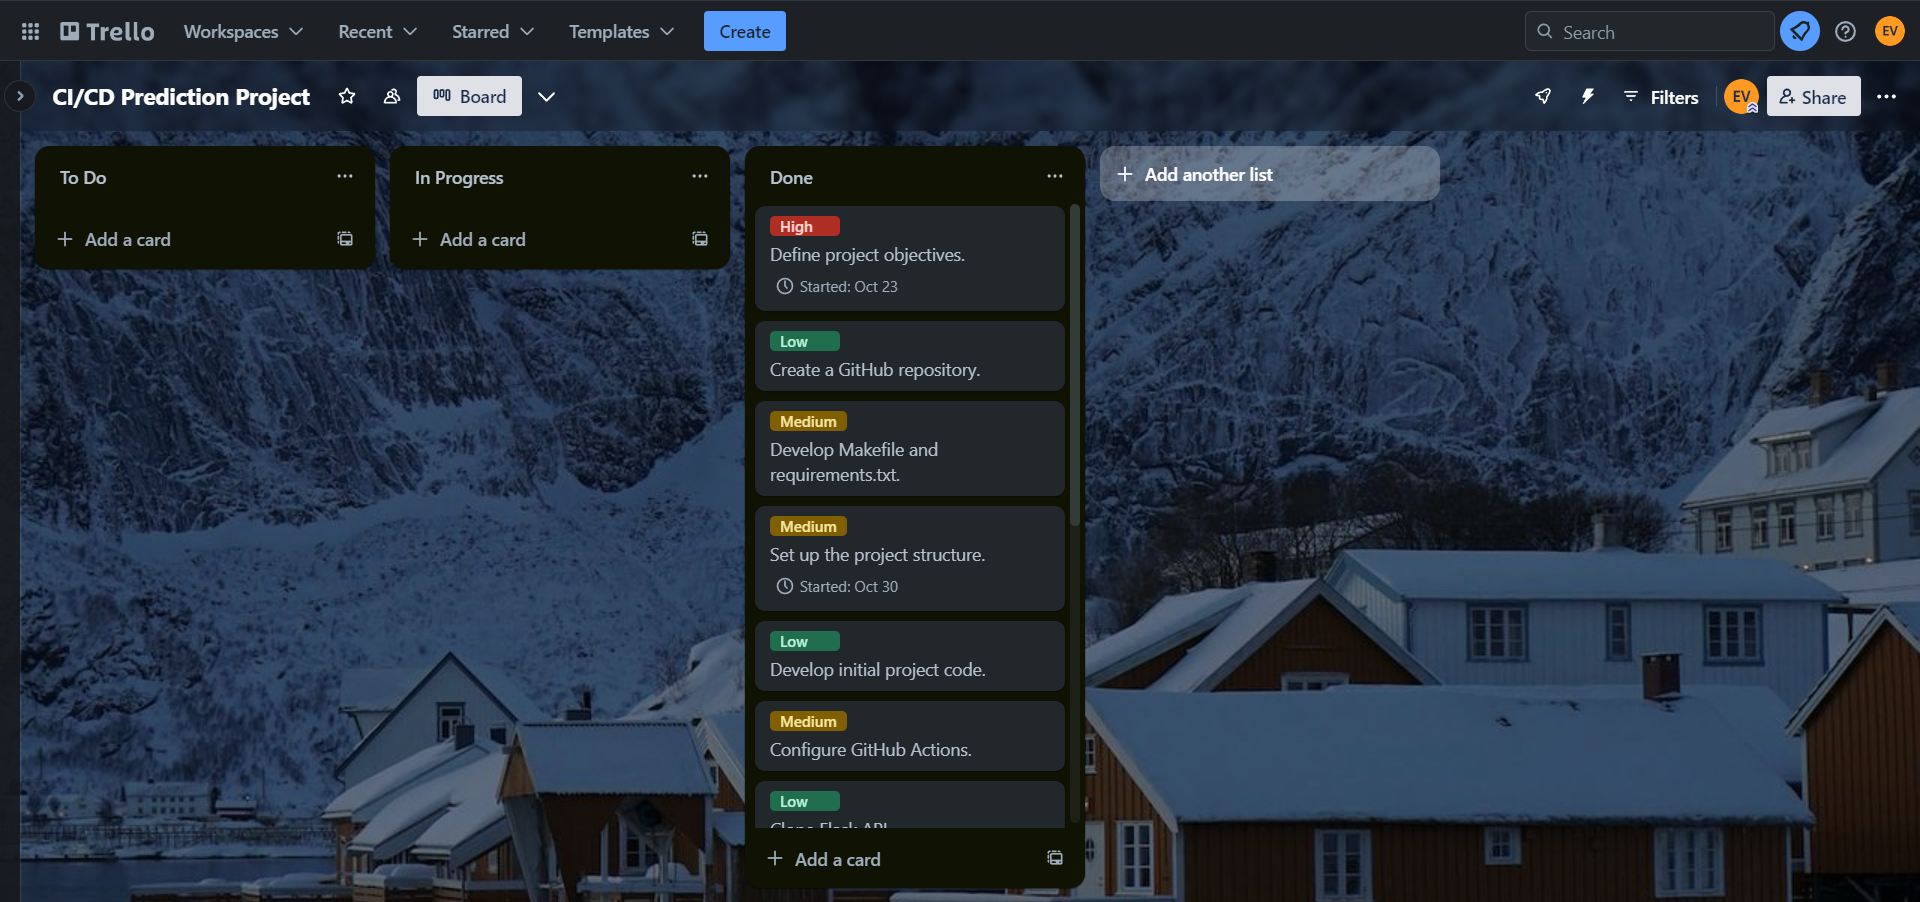 Trello Workspaces Recent Starred Templates Create Search EV
CI/CD Prediction Project Board Filters EV Share
To Do
Add a card
In Progress
Add a card
Done
High
Define project objectives.
Started: Oct 23
Low
Create a GitHub repository.
Medium
Develop Makefile and
requirements.txt.
Medium
Set up the project structure.
Started: Oct 30
Low
Develop initial project code.
Medium
Configure GitHub Actions.
Low
Clone Flask API
Add a card
Add another list